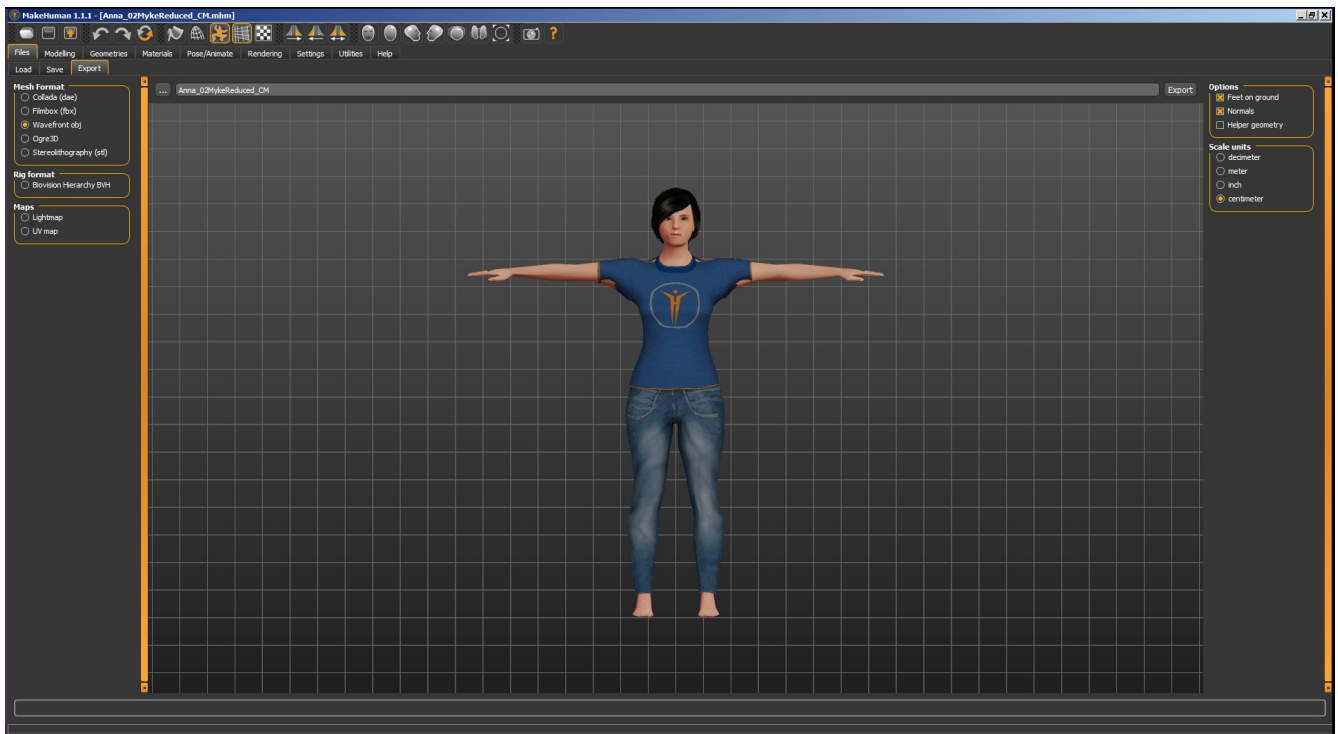 MakeHuman 1.1.1 - [Anna_02MykeReduced_CM.mhm]
Files Modelling Geometries Materials Pose/Animate Rendering Settings Utilities Help
Load Save Export
Mesh Format
Collada (dae)
Filmbox (fbx)
Wavefront obj
Ogre3D
Stereolithography (stl)
Rig format
Biovision Hierarchy BVH
Maps
Lightmap
UV map
... Anna_02MykeReduced_CM Export
Options
Feet on ground
Normals
Helper geometry
Scale units
decimeter
meter
inch
centimeter